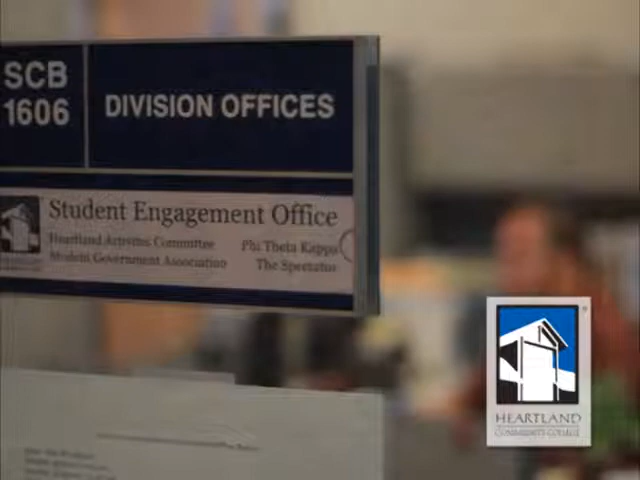 SCB
1606
DIVISION OFFICES
Student Engagement Office
Heartland Activities Committee
Phi Theta Kappa
Student Government Association
The Spectator
HEARTLAND
COMMUNITY COLLEGE